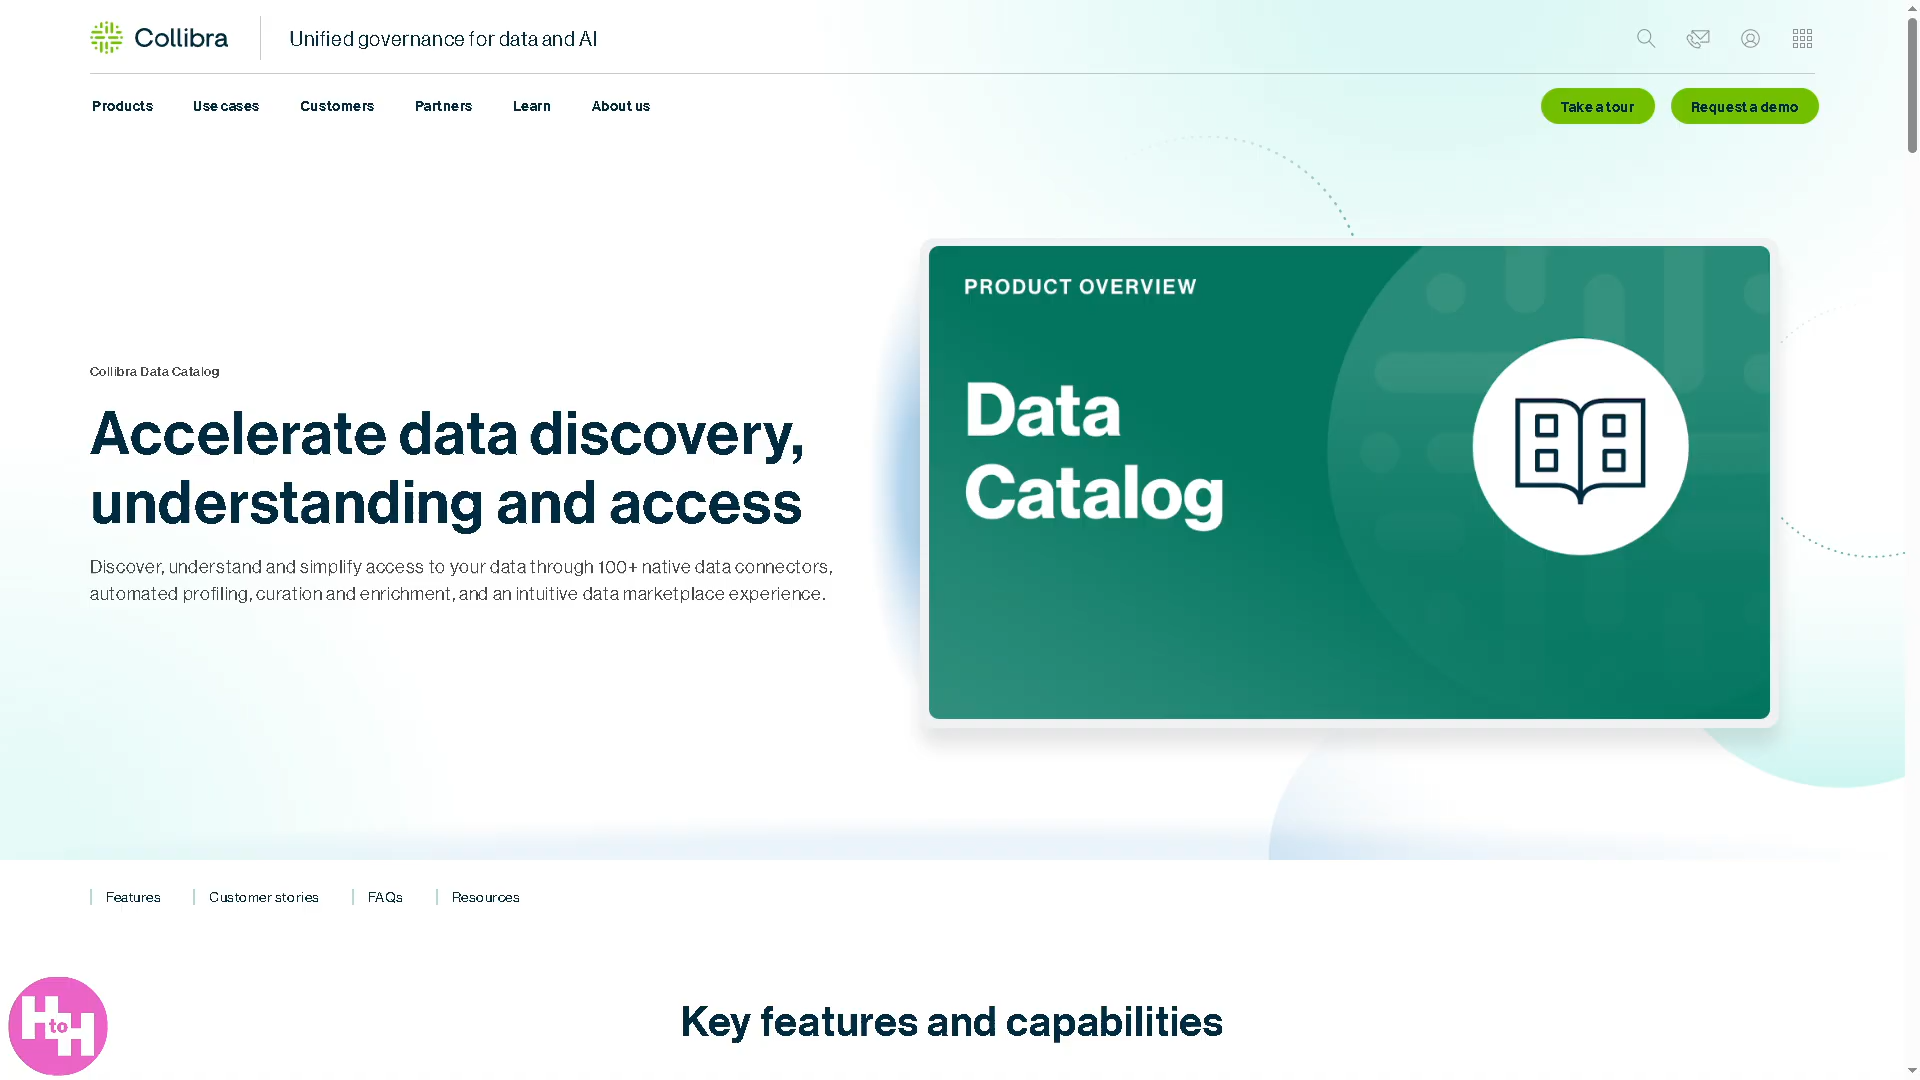 Collibra
Unified governance for data and AI
Products
Use cases
Customers
Partners
Learn
About us
Take a tour
Request a demo
Collibra Data Catalog
Accelerate data discovery,
understanding and access
Discover, understand and simplify access to your data through 100+ native data connectors,
automated profiling, curation and enrichment, and an intuitive data marketplace experience.
PRODUCT OVERVIEW
Data
Catalog
Features
Customer stories
FAQs
Resources
Key features and capabilities
H to H